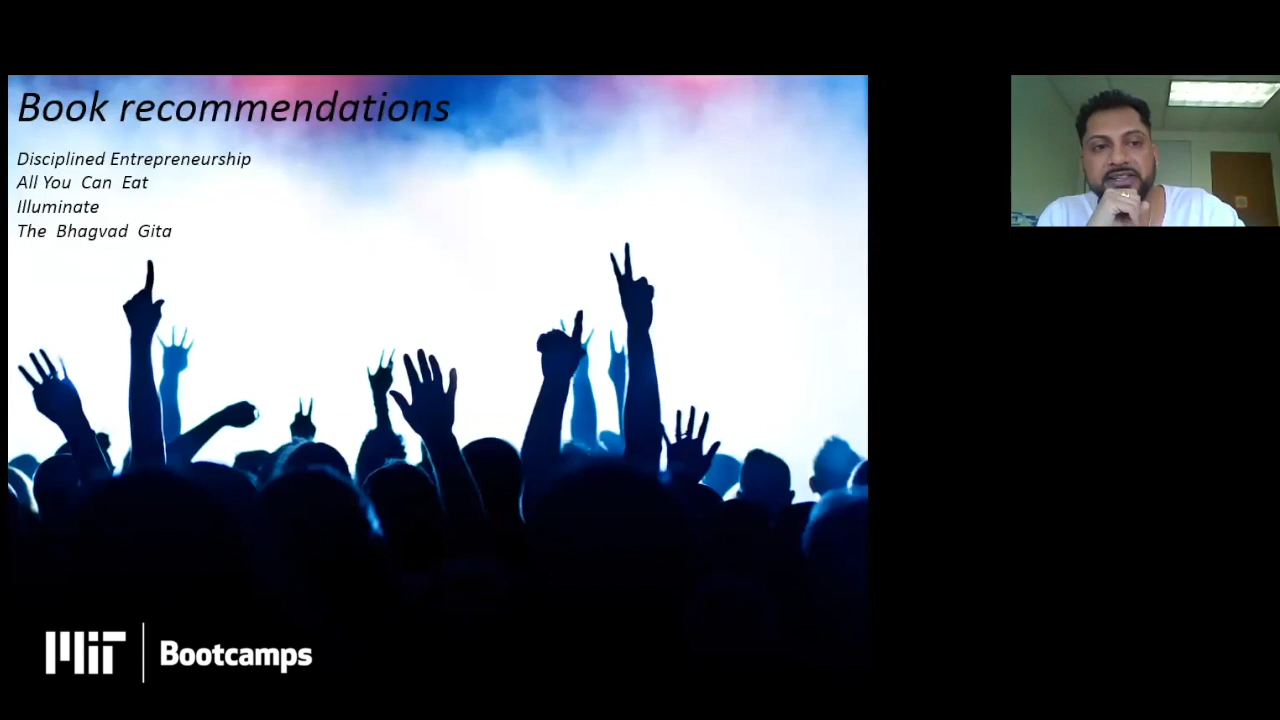 Book recommendations
Disciplined Entrepreneurship
All You Can Eat
Illuminate
The Bhagvad Gita
MIT Bootcamps